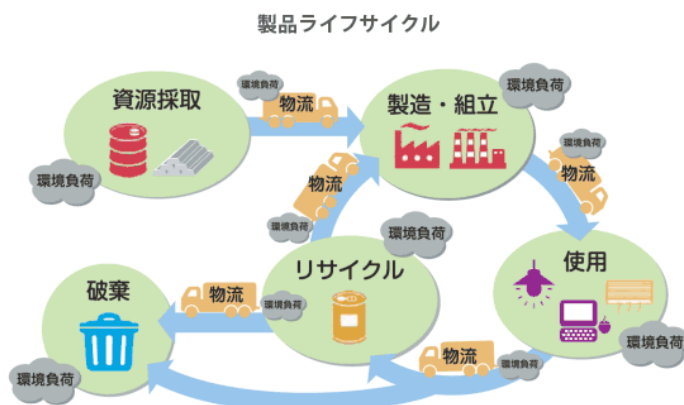 製品ライフサイクル
環境負荷
環境負荷
資源採取
物流
製造・組立
環境負荷
物流
物流
環境負荷
環境負荷
環境負荷
リサイクル
使用
破棄
物流
環境負荷
物流
環境負荷
環境負荷
環境負荷